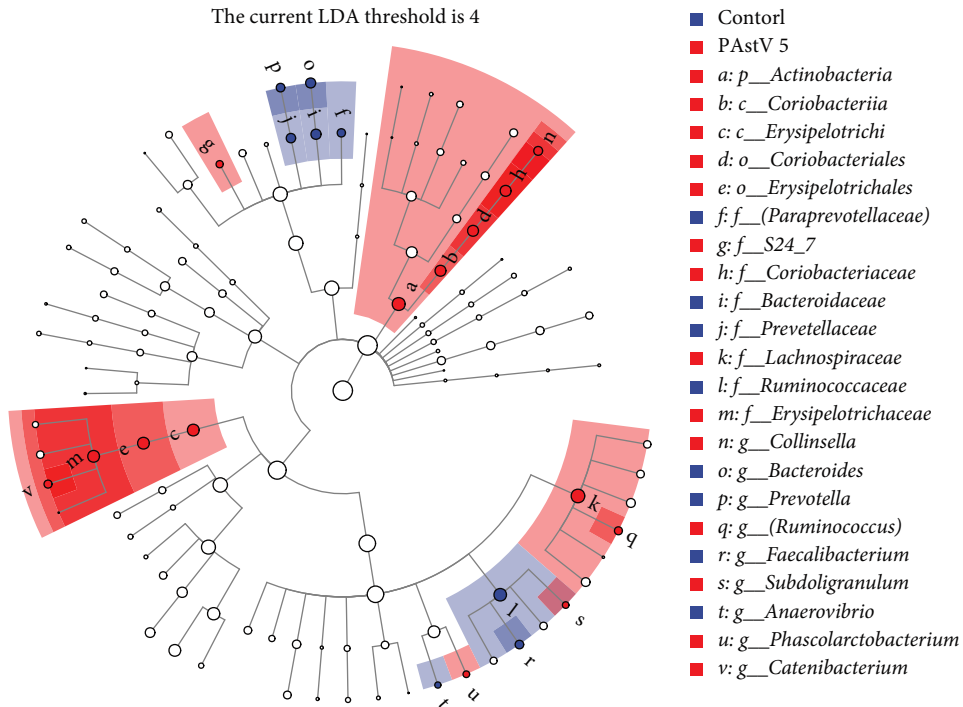 The current LDA threshold is 4
Contorl
PAstV 5
a: p__Actinobacteria
b: c__Coriobacteriia
c: c__Erysipelotrichi
d: o__Coriobacteriales
e: o__Erysipelotrichales
f: f__(Paraprevotellaceae)
g: f__S24_7
h: f__Coriobacteriaceae
i: f__Bacteroidaceae
j: f__Prevetellaceae
k: f__Lachnospiraceae
l: f__Ruminococcaceae
m: f__Erysipelotrichaceae
n: g__Collinsella
o: g__Bacteroides
p: g__Prevotella
q: g__(Ruminococcus)
r: g__Faecalibacterium
s: g__Subdoligranulum
t: g__Anaerovibrio
u: g__Phascolarctobacterium
v: g__Catenibacterium
p
o
j
i
f
g
n
h
d
b
a
c
e
m
v
k
q
l
s
r
u
t